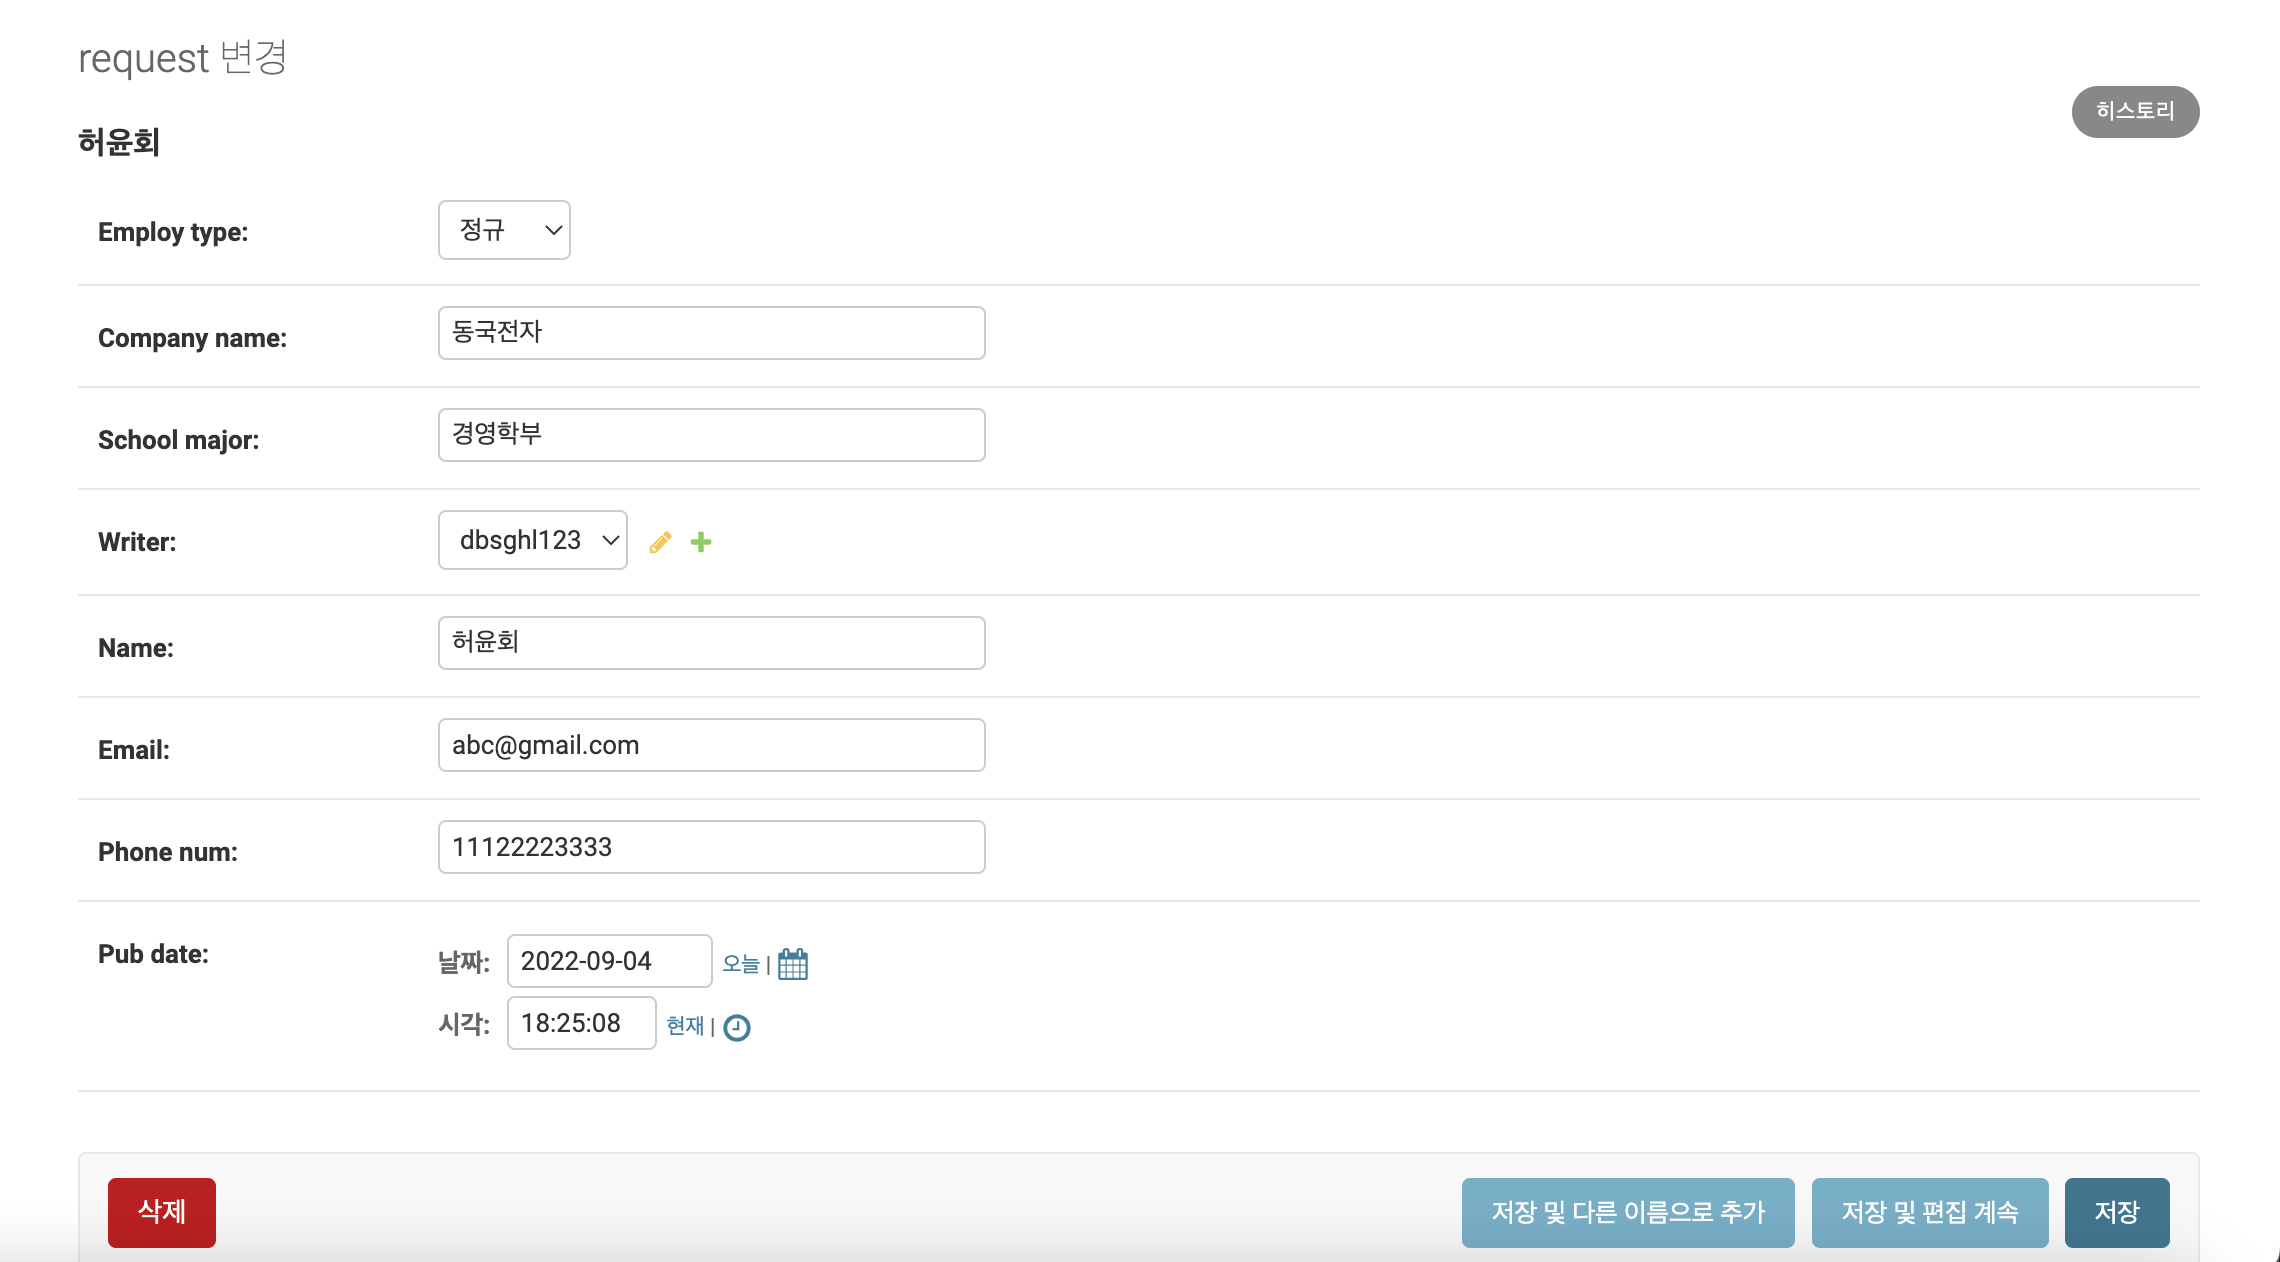 request 변경
히스토리
허윤회
Employ type: 정규
Company name: 동국전자
School major: 경영학부
Writer: dbsghl123
Name: 허윤회
Email: abc@gmail.com
Phone num: 11122223333
Pub date: 날짜: 2022-09-04 오늘 |
시각: 18:25:08 현재 |
삭제 저장 및 다른 이름으로 추가 저장 및 편집 계속 저장